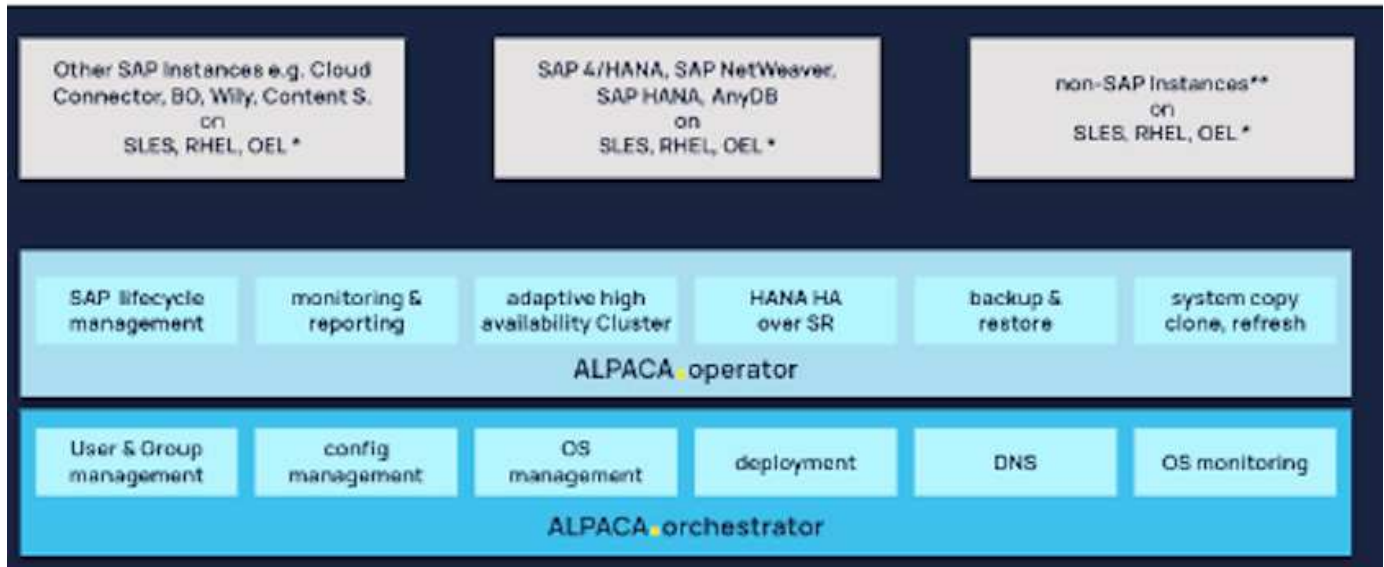 Other SAP Instances e.g. Cloud
Connector, BO, Wily, Content S.
on
SLES, RHEL, OEL *
SAP 4/HANA, SAP NetWeaver,
SAP HANA, AnyDB
on
SLES, RHEL, OEL *
non-SAP Instances**
on
SLES, RHEL, OEL *
SAP lifecycle
management
monitoring &
reporting
adaptive high
availability Cluster
HANA HA
over SR
backup &
restore
system copy
clone, refresh
ALPACA.operator
User & Group
management
config
management
OS
management
deployment
DNS
OS monitoring
ALPACA.orchestrator